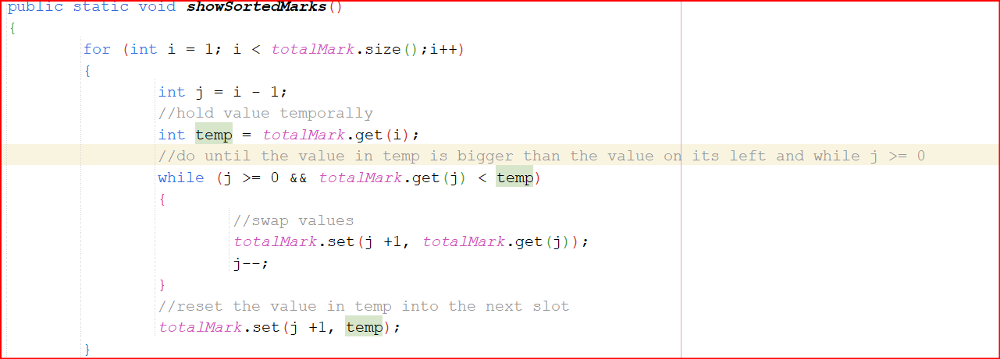 public static void showSortedMarks()
{
for (int i = 1; i < totalMark.size();i++)
{
int j = i - 1;
//hold value temporally
int temp = totalMark.get(i);
//do until the value in temp is bigger than the value on its left and while j >= 0
while (j >= 0 && totalMark.get(j) < temp)
{
//swap values
totalMark.set(j +1, totalMark.get(j));
j--;
}
//reset the value in temp into the next slot
totalMark.set(j +1, temp);
}